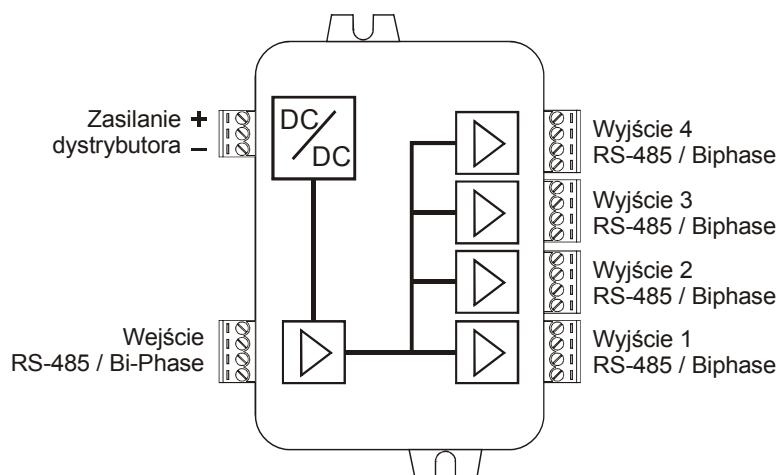 Zasilanie +
dystrybutora –
DC
DC
Wyjście 4
RS-485 / Biphase
Wyjście 3
RS-485 / Biphase
Wyjście 2
RS-485 / Biphase
Wejście
RS-485 / Bi-Phase
Wyjście 1
RS-485 / Biphase